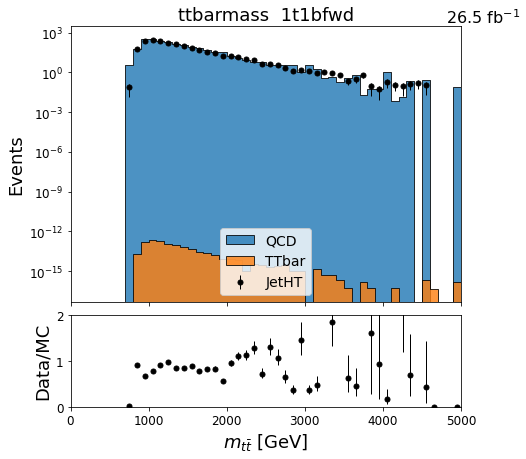 ttbarmass 1t1bfwd
26.5 fb⁻¹
Events
10³
10⁰
10⁻³
10⁻⁶
10⁻⁹
10⁻¹²
10⁻¹⁵
QCD
TTbar
JetHT
Data/MC
2
1
0
0 1000 2000 3000 4000 5000
m_{tt̄} [GeV]